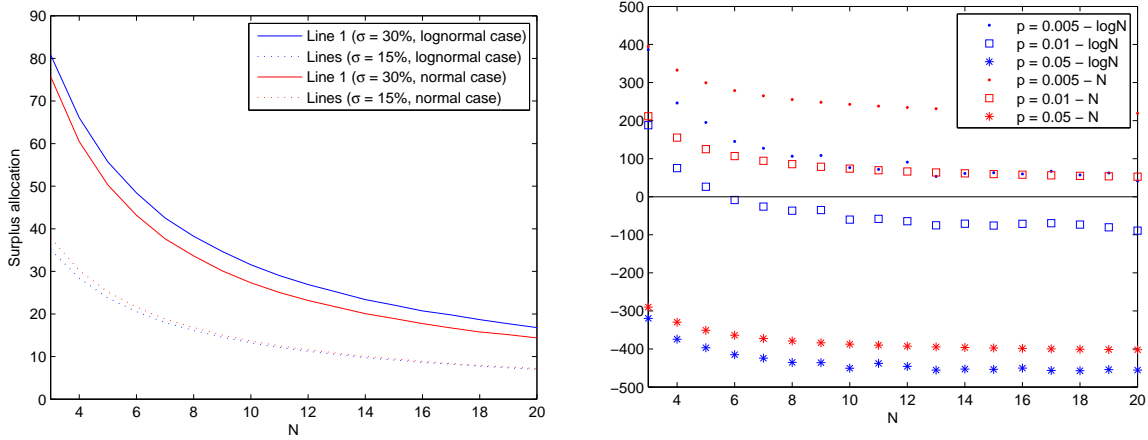 90
80
70
60
50
40
30
20
10
0
Surplus allocation
4 6 8 10 12 14 16 18 20
N
Line 1 (σ = 30%, lognormal case)
Lines (σ = 15%, lognormal case)
Line 1 (σ = 30%, normal case)
Lines (σ = 15%, normal case)
500
400
300
200
100
0
−100
−200
−300
−400
−500
4 6 8 10 12 14 16 18 20
N
p = 0.005 − logN
p = 0.01 − logN
p = 0.05 − logN
p = 0.005 − N
p = 0.01 − N
p = 0.05 − N